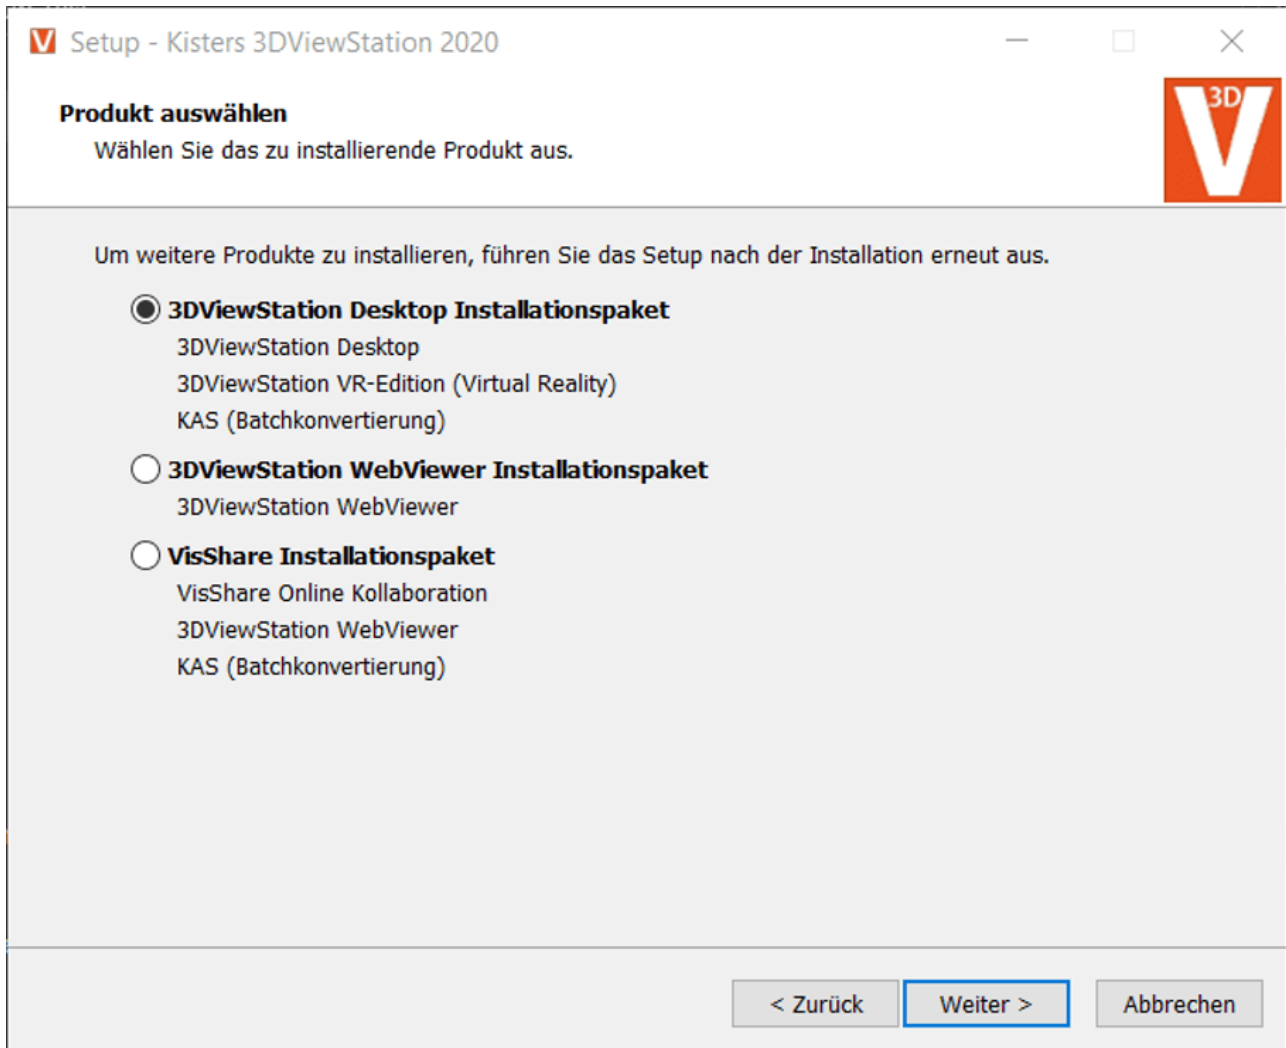 Setup - Kisters 3DViewStation 2020
Produkt auswählen
Wählen Sie das zu installierende Produkt aus.
3D
V
Um weitere Produkte zu installieren, führen Sie das Setup nach der Installation erneut aus.
3DViewStation Desktop Installationspaket
3DViewStation Desktop
3DViewStation VR-Edition (Virtual Reality)
KAS (Batchkonvertierung)
3DViewStation WebViewer Installationspaket
3DViewStation WebViewer
VisShare Installationspaket
VisShare Online Kollaboration
3DViewStation WebViewer
KAS (Batchkonvertierung)
< Zurück Weiter > Abbrechen